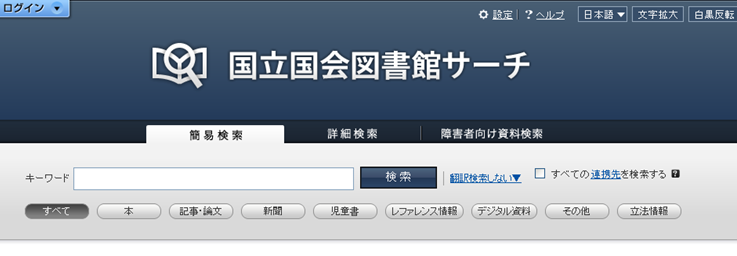 ログイン ▼
設定 ? ヘルプ 日本語▼ 文字拡大 白黒反転
国立国会図書館サーチ
簡易検索 詳細検索 障害者向け資料検索
キーワード 検索 翻訳検索しない▼ すべての連携先を検索する ?
すべて 本 記事・論文 新聞 児童書 レファレンス情報 デジタル資料 その他 立法情報